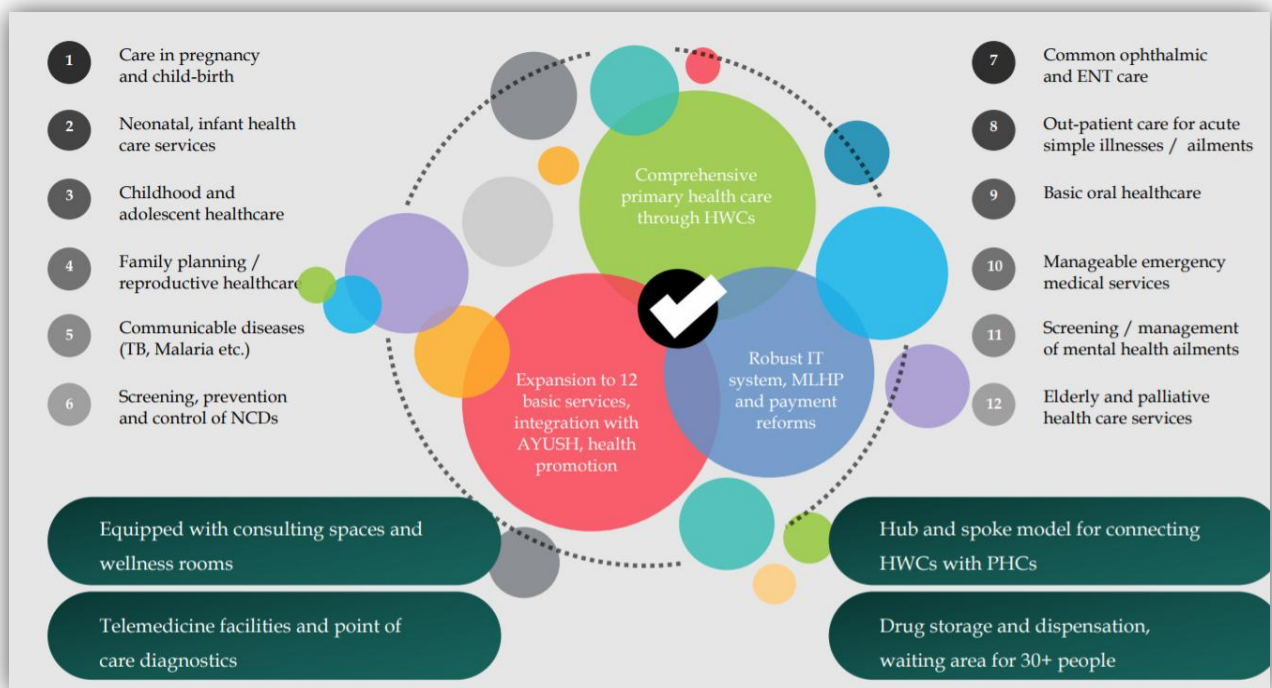 1
Care in pregnancy
and child-birth
2
Neonatal, infant health
care services
3
Childhood and
adolescent healthcare
4
Family planning /
reproductive healthcare
5
Communicable diseases
(TB, Malaria etc.)
6
Screening, prevention
and control of NCDs
Comprehensive
primary health care
through HWCs
Expansion to 12
basic services,
integration with
AYUSH, health
promotion
Robust IT
system, MLHP
and payment
reforms
7
Common ophthalmic
and ENT care
8
Out-patient care for acute
simple illnesses / ailments
9
Basic oral healthcare
10
Manageable emergency
medical services
11
Screening / management
of mental health ailments
12
Elderly and palliative
health care services
Equipped with consulting spaces and
wellness rooms
Telemedicine facilities and point of
care diagnostics
Hub and spoke model for connecting
HWCs with PHCs
Drug storage and dispensation,
waiting area for 30+ people